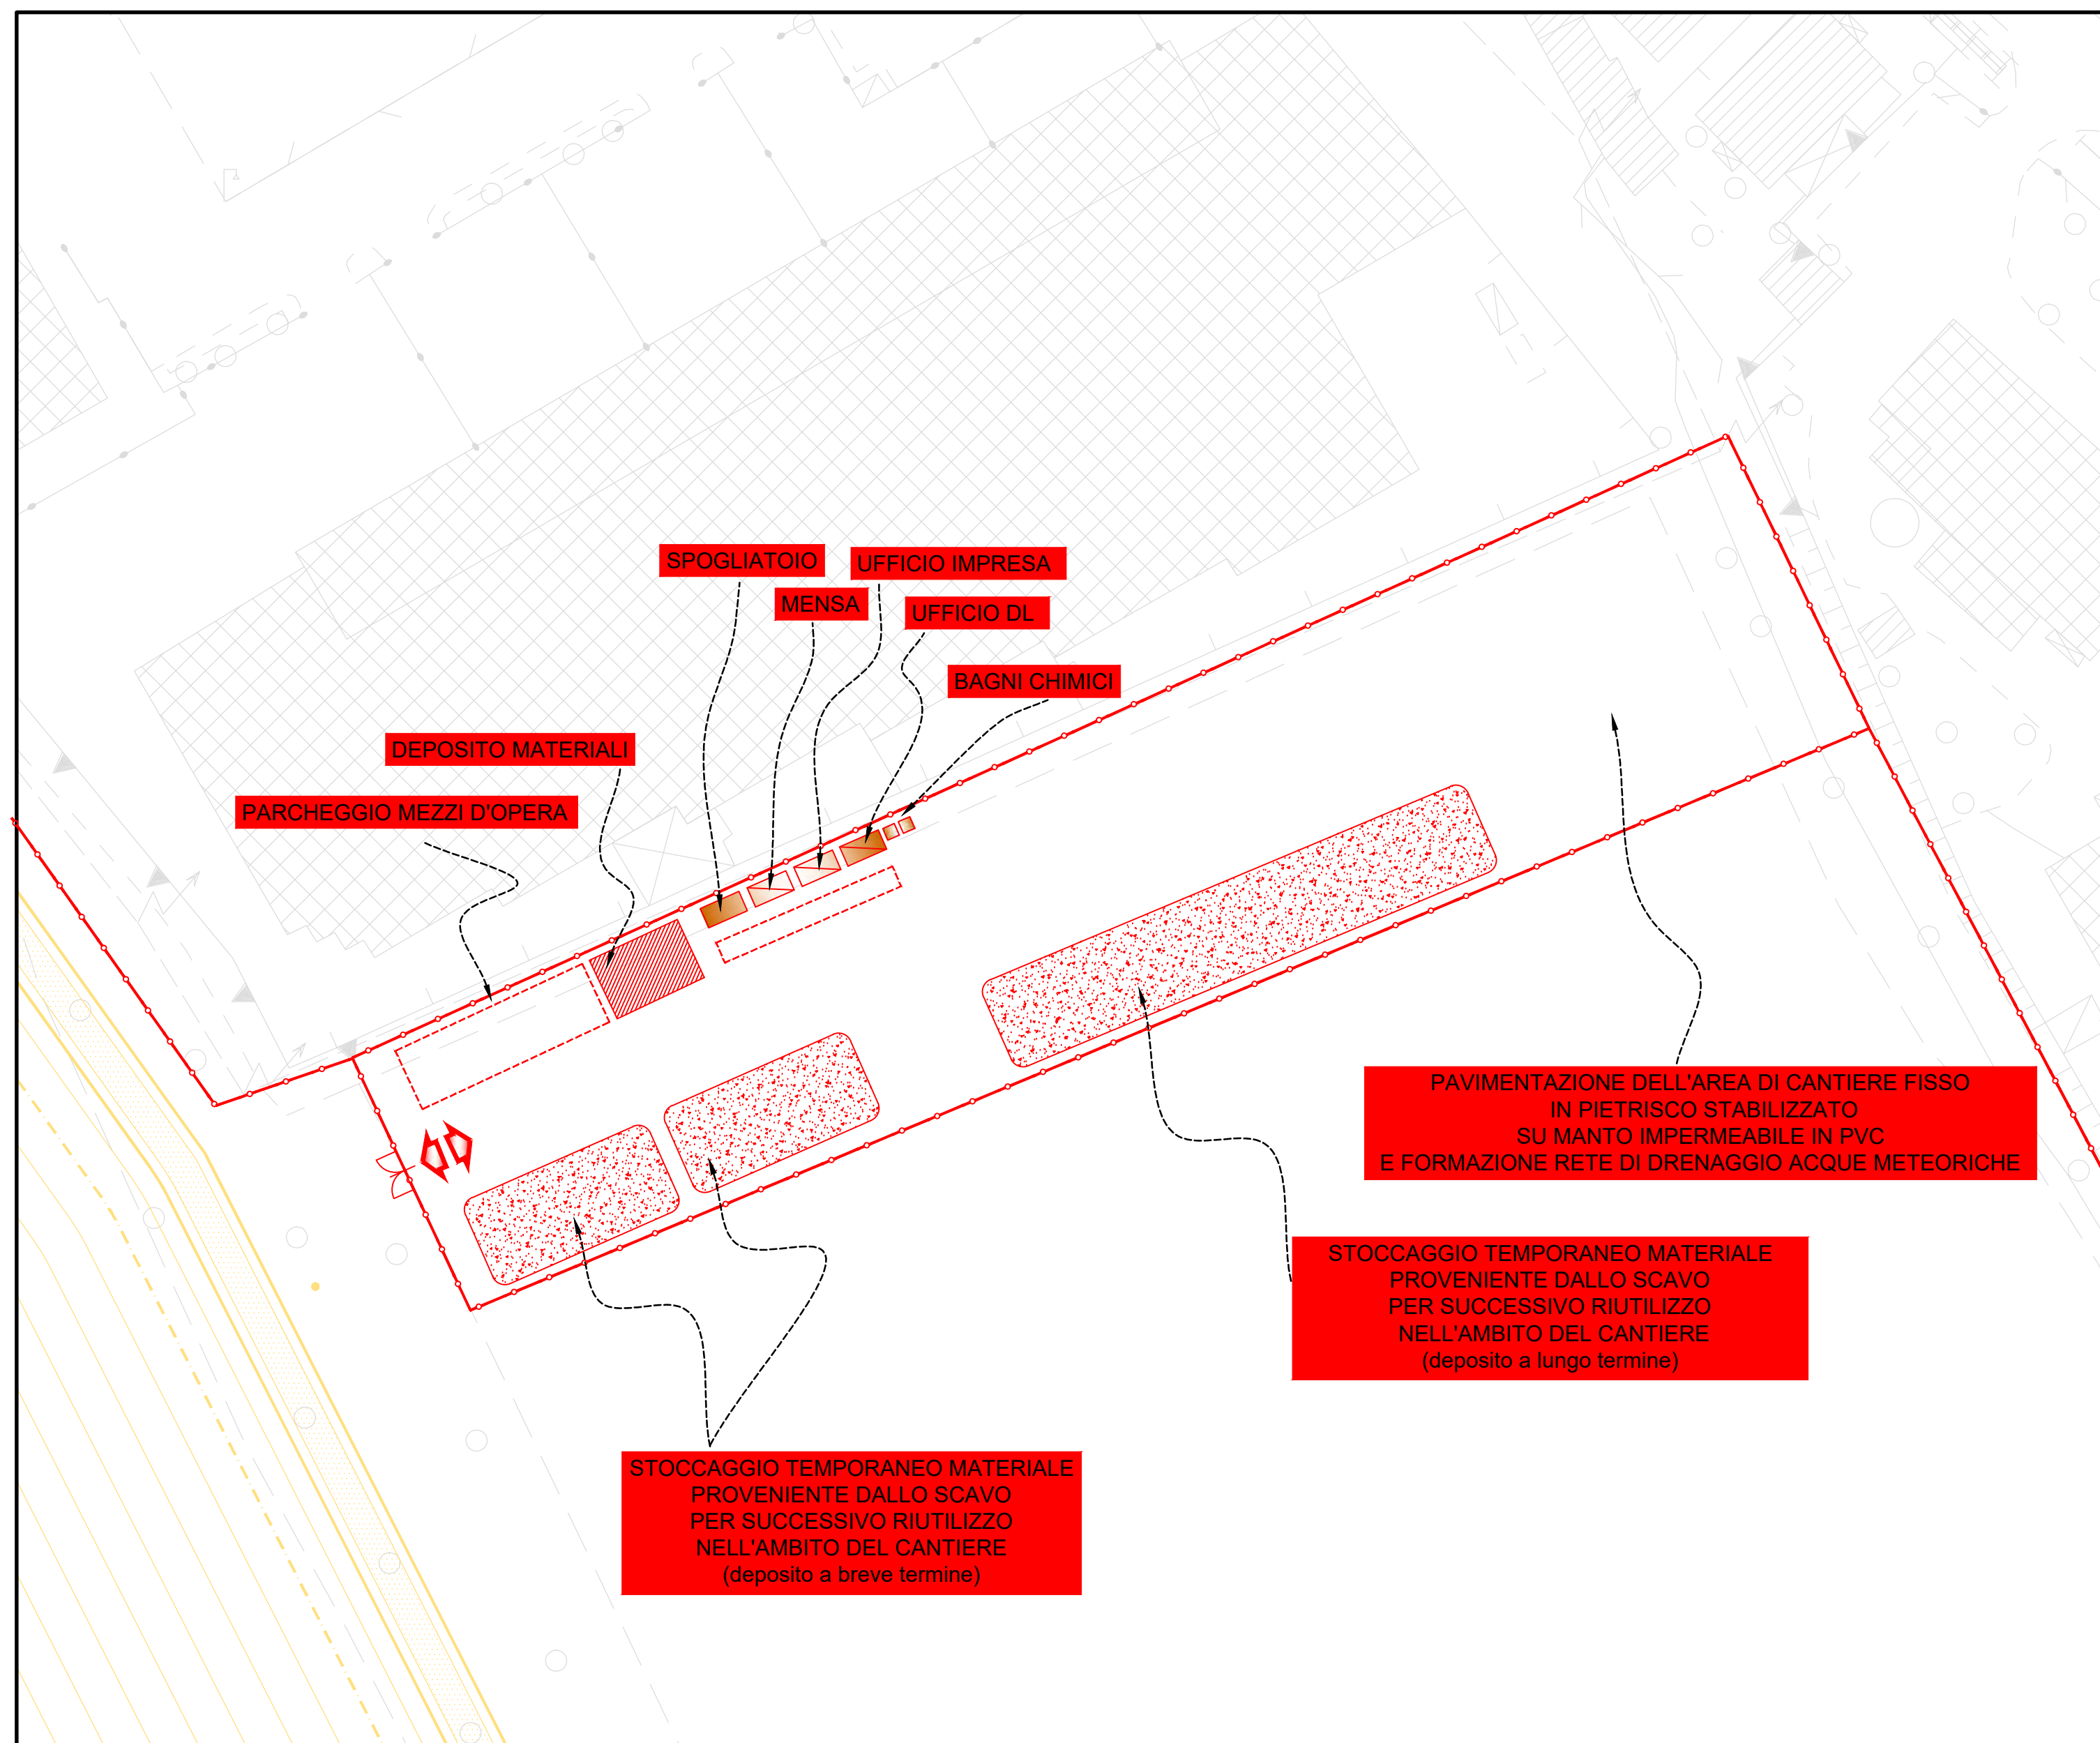 SPOGLIATOIO
UFFICIO IMPRESA
MENSA
UFFICIO DL
BAGNI CHIMICI
DEPOSITO MATERIALI
PARCHEGGIO MEZZI D'OPERA
PAVIMENTAZIONE DELL'AREA DI CANTIERE FISSO
IN PIETRISCO STABILIZZATO
SU MANTO IMPERMEABILE IN PVC
E FORMAZIONE RETE DI DRENAGGIO ACQUE METEORICHE
STOCCAGGIO TEMPORANEO MATERIALE
PROVENIENTE DALLO SCAVO
PER SUCCESSIVO RIUTILIZZO
NELL'AMBITO DEL CANTIERE
(deposito a lungo termine)
STOCCAGGIO TEMPORANEO MATERIALE
PROVENIENTE DALLO SCAVO
PER SUCCESSIVO RIUTILIZZO
NELL'AMBITO DEL CANTIERE
(deposito a breve termine)